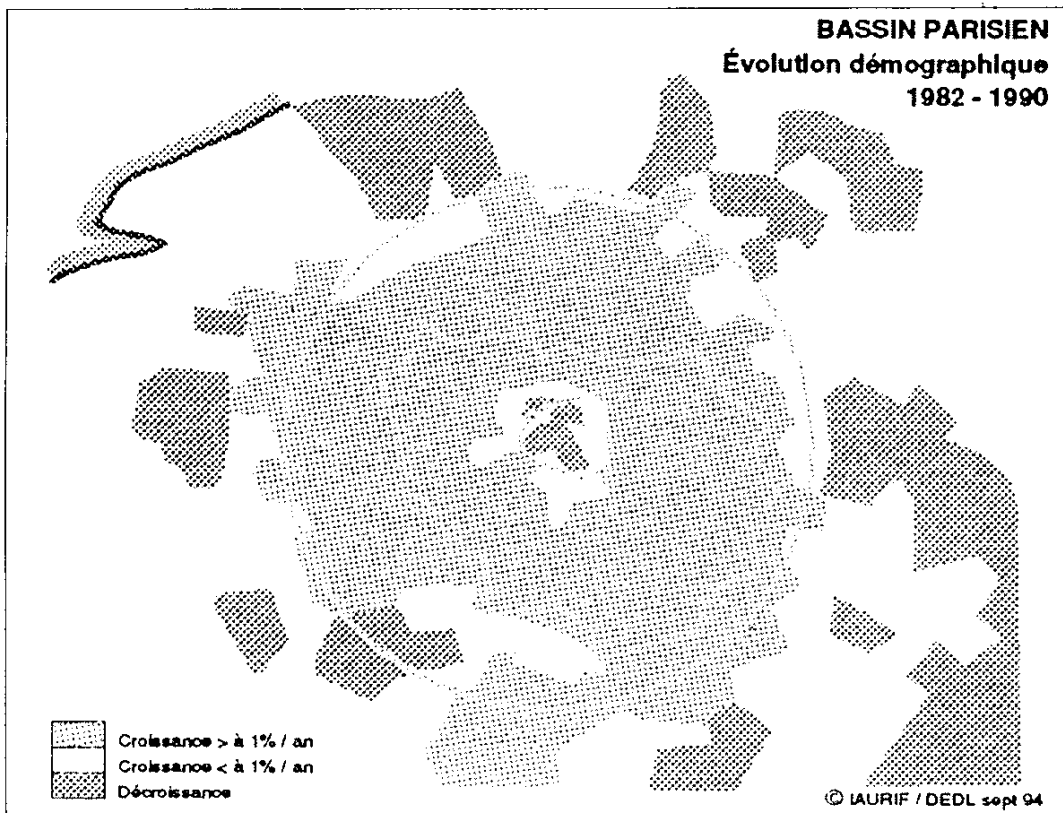 BASSIN PARISIEN
Évolution démographique
1982 - 1990
Croissance > à 1% / an
Croissance < à 1% / an
Décroissance
© IAURIF / DEDL sept 94